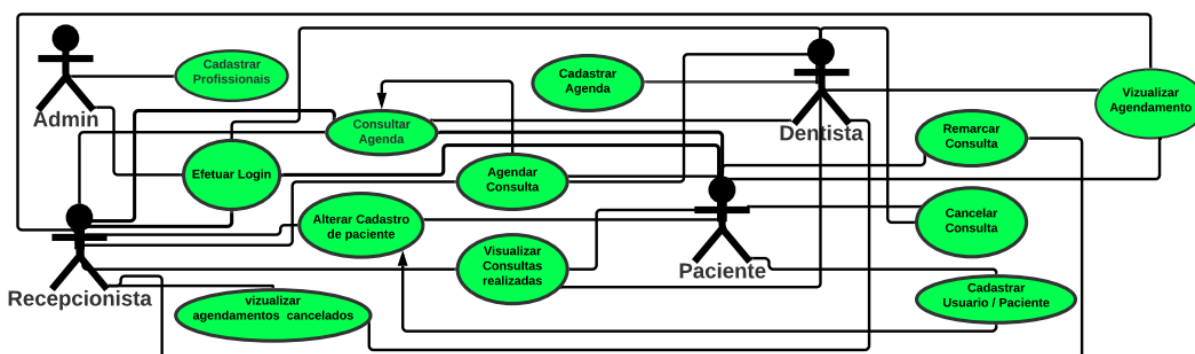 Cadastrar
Profissionais
Admin
Cadastrar
Agenda
Dentista
Vizualizar
Agendamento
Consultar
Agenda
Remarcar
Consulta
Efetuar Login
Agendar
Consulta
Alterar Cadastro
de paciente
Cancelar
Consulta
Visualizar
Consultas
realizadas
Paciente
Recepcionista
vizualizar
agendamentos cancelados
Cadastrar
Usuario / Paciente